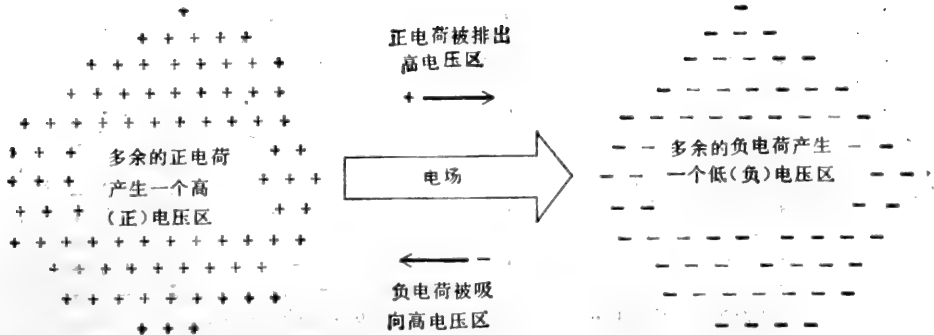 正电荷被排出
高电压区
多余的正电荷
产生一个高
(正)电压区
电场
多余的负电荷产生
一个低(负)电压区
负电荷被吸
向高电压区